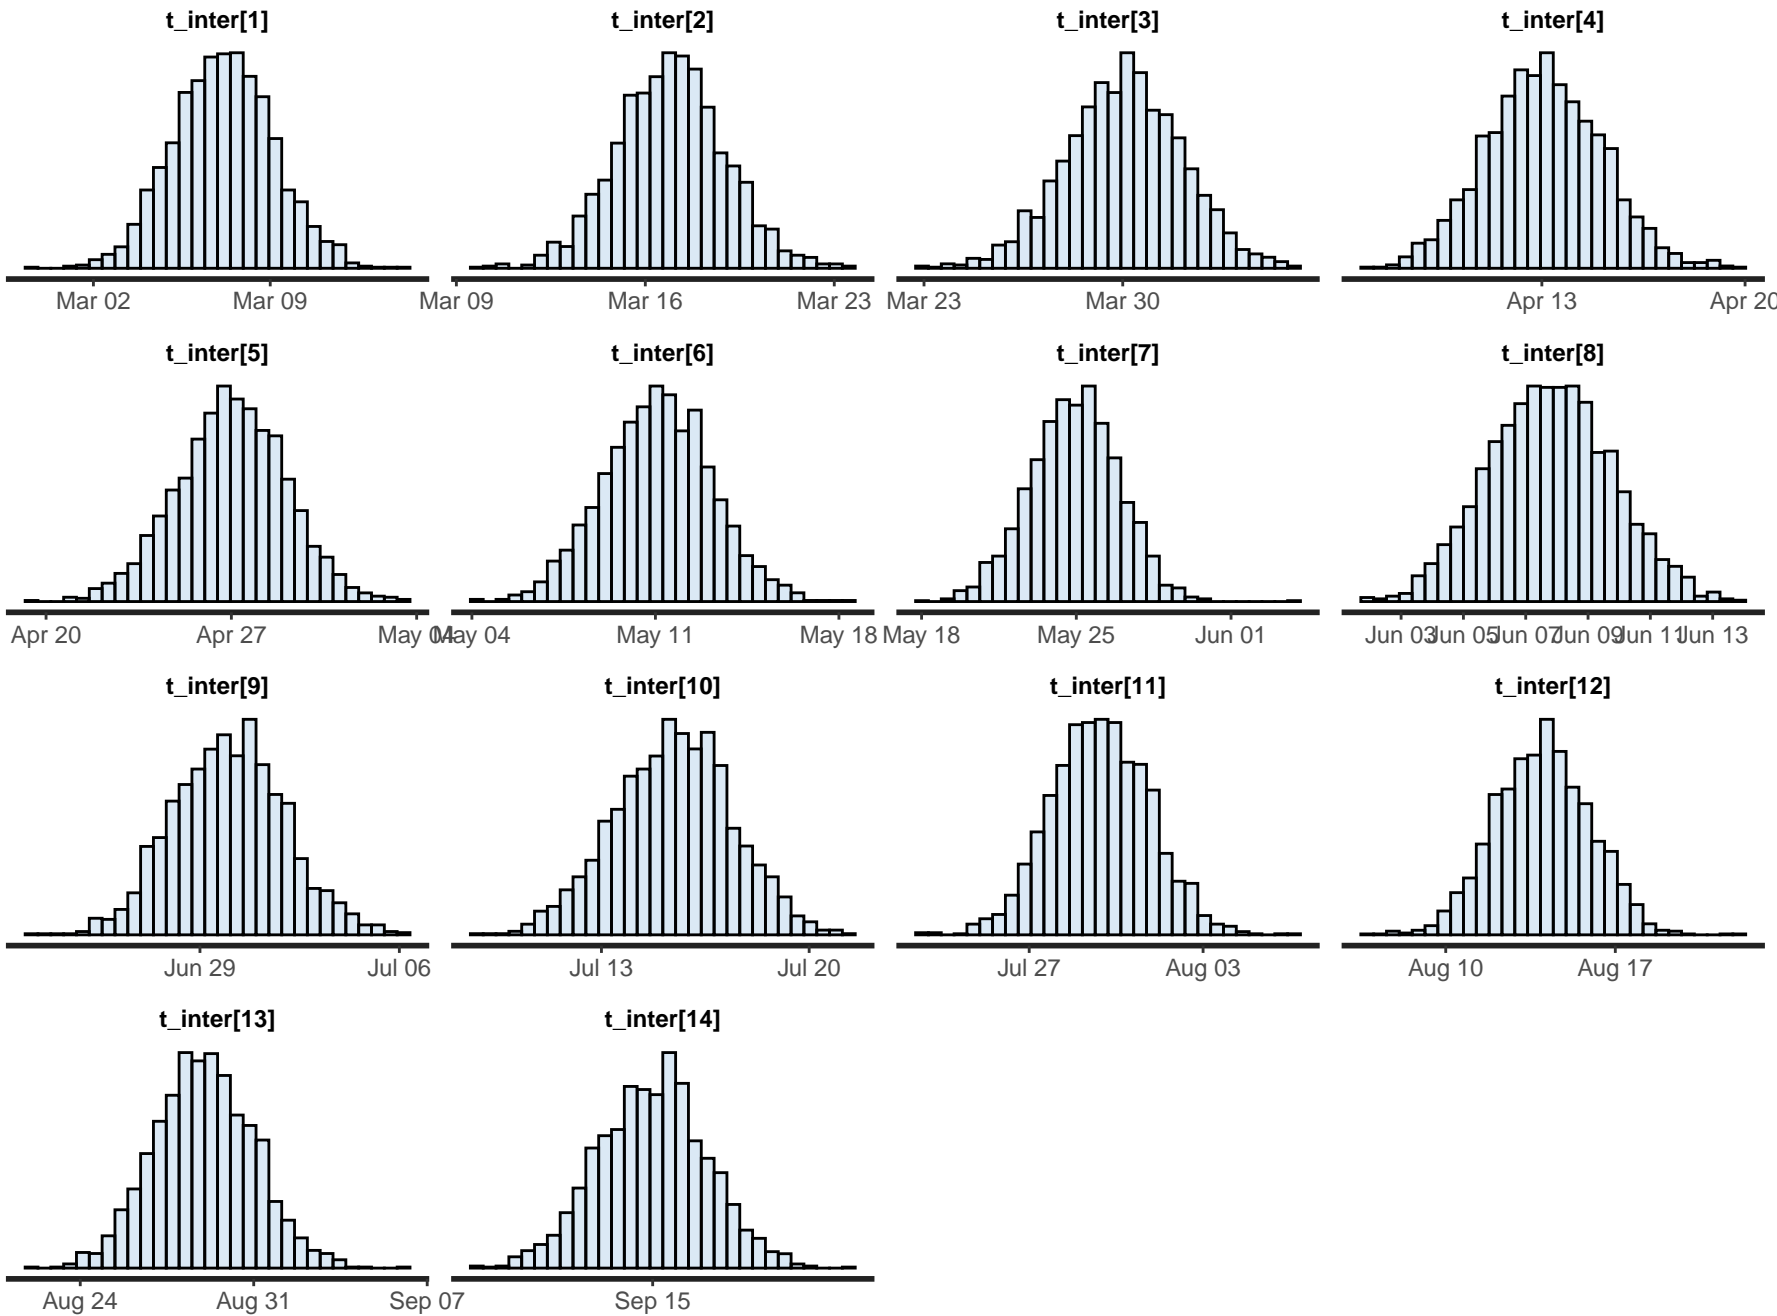 t_inter[1] t_inter[2] t_inter[3] t_inter[4]
Mar 02 Mar 09 Mar 09 Mar 16 Mar 23 Mar 23 Mar 30 Apr 13 Apr 20
t_inter[5] t_inter[6] t_inter[7] t_inter[8]
Apr 20 Apr 27 May 04 May 04 May 11 May 18 May 18 May 25 Jun 01 Jun 03 Jun 05 Jun 07 Jun 09 Jun 11 Jun 13
t_inter[9] t_inter[10] t_inter[11] t_inter[12]
Jun 29 Jul 06 Jul 13 Jul 20 Jul 27 Aug 03 Aug 10 Aug 17
t_inter[13] t_inter[14]
Aug 24 Aug 31 Sep 07 Sep 15